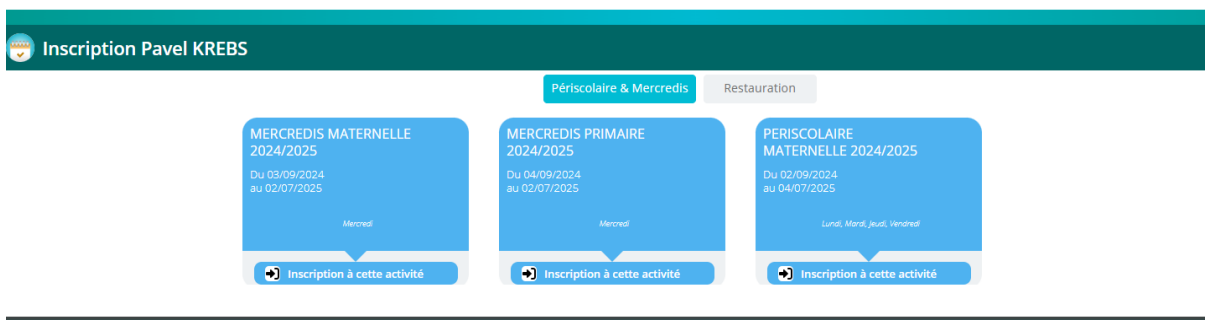 Inscription Pavel KREBS
Périscolaire & Mercredis
Restauration
MERCREDIS MATERNELLE
2024/2025
Du 03/09/2024
au 02/07/2025
Mercredi
Inscription à cette activité
MERCREDIS PRIMAIRE
2024/2025
Du 04/09/2024
au 02/07/2025
Mercredi
Inscription à cette activité
PERISCOLAIRE
MATERNELLE 2024/2025
Du 02/09/2024
au 04/07/2025
Lundi, Mardi, Jeudi, Vendredi
Inscription à cette activité